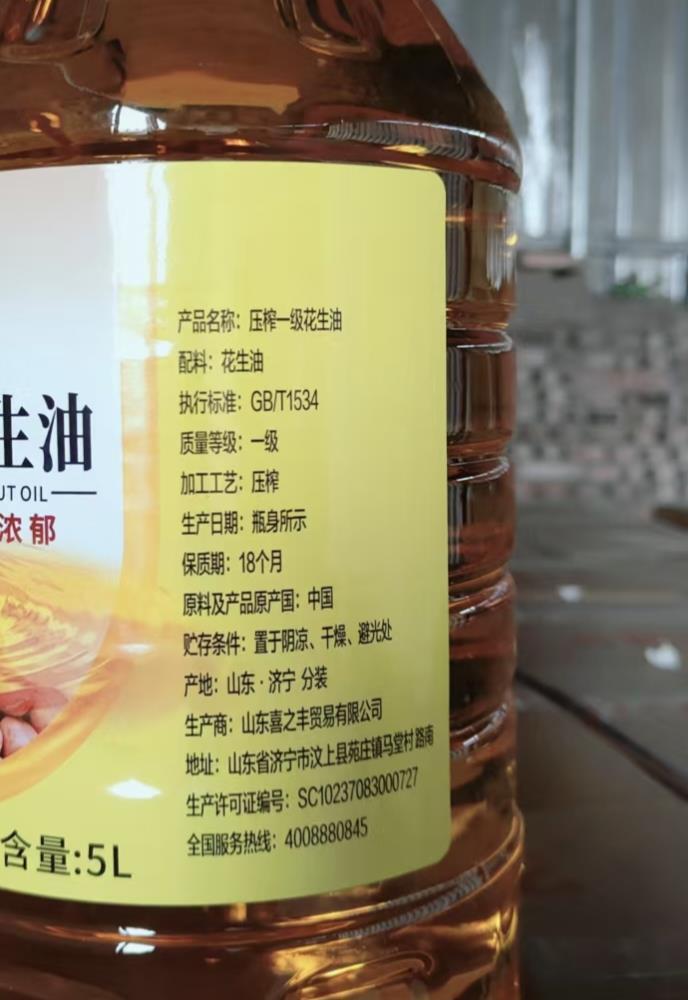 生油
UT OIL
浓郁
含量:5L
产品名称：压榨一级花生油
配料：花生油
执行标准：GB/T1534
质量等级：一级
加工工艺：压榨
生产日期：瓶身所示
保质期：18个月
原料及产品原产国：中国
贮存条件：置于阴凉、干燥、避光处
产地：山东·济宁 分装
生产商：山东喜之丰贸易有限公司
地址：山东省济宁市汶上县苑庄镇马堂村路南
生产许可证编号：SC10237083000727
全国服务热线：4008880845